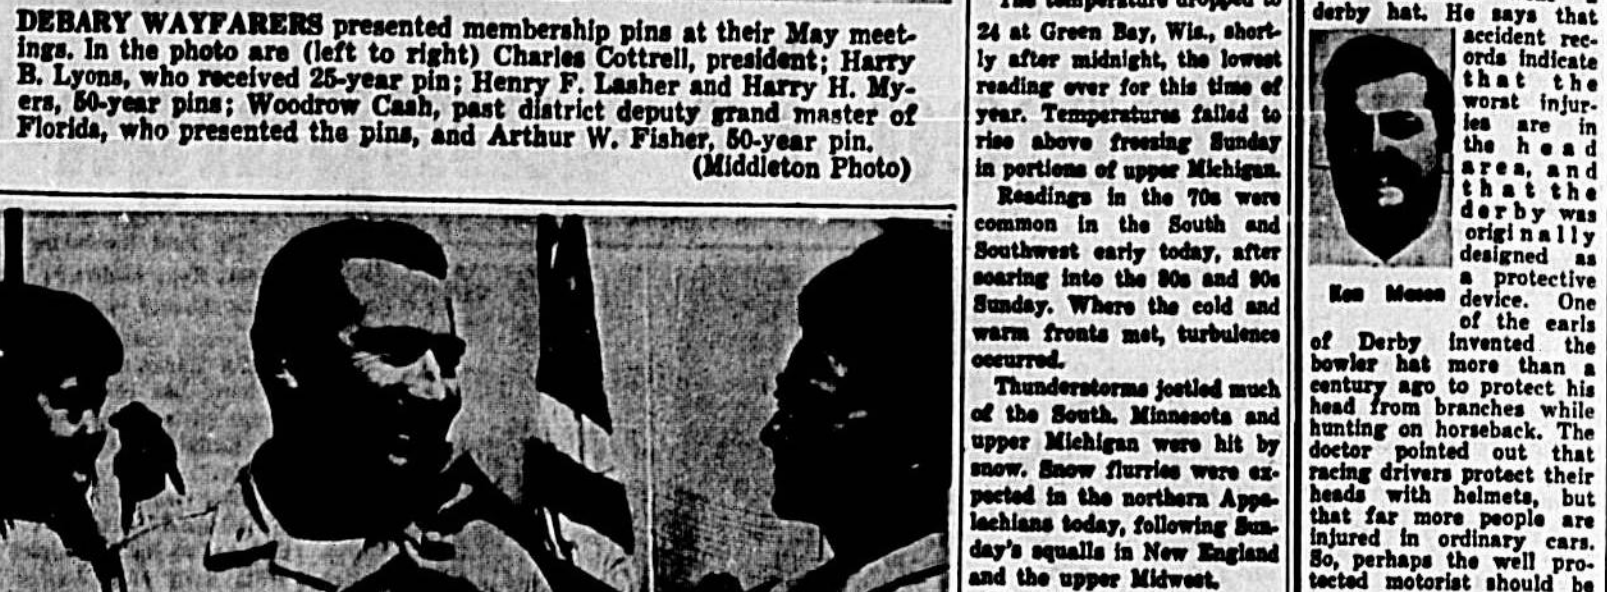 DEBARY WAYFARERS presented membership pins at their May meet-
ings. In the photo are (left to right) Charles Cottrell, president; Harry
B. Lyons, who received 25-year pin; Henry F. Lasher and Harry H. My-
ers, 50-year pins; Woodrow Cash, past district deputy grand master of
Florida, who presented the pins, and Arthur W. Fisher, 50-year pin.
(Middleton Photo)
The temperature dropped to
24 at Green Bay, Wis., short-
ly after midnight, the lowest
reading ever for this time of
year. Temperatures failed to
rise above freezing Sunday
in portions of upper Michigan.
Readings in the 70s were
common in the South and
Southwest early today, after
soaring into the 80s and 90s
Sunday. Where the cold and
warm fronts met, turbulence
occurred.
Thunderstorms jostled much
of the South. Minnesota and
upper Michigan were hit by
snow. Snow flurries were ex-
pected in the northern Appa-
lachians today, following Sun-
day's squalls in New England
and the upper Midwest.
derby hat. He says that
accident rec-
ords indicate
that the
worst injur-
ies are in
the head
area, and
that the
derby was
originally
designed as
a protective
device. One
of the earls
Ken Mason
of Derby invented the
bowler hat more than a
century ago to protect his
head from branches while
hunting on horseback. The
doctor pointed out that
racing drivers protect their
heads with helmets, but
that far more people are
injured in ordinary cars.
So, perhaps the well pro-
tected motorist should be